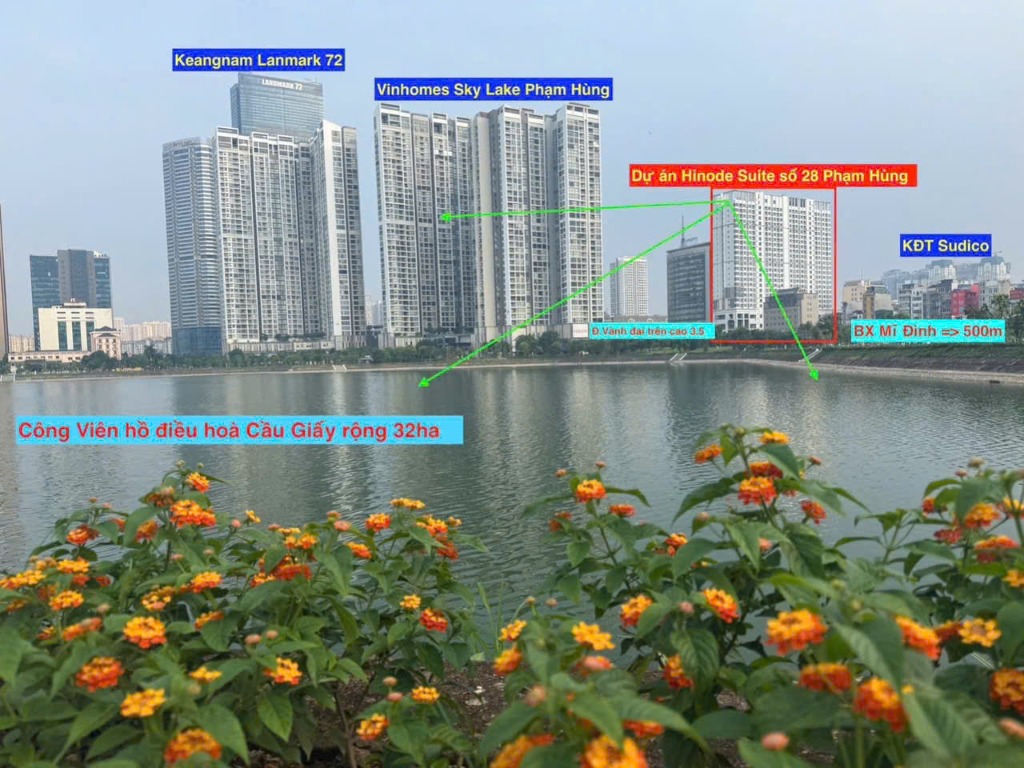 Keangnam Lanmark 72
LANDMARK 72
Vinhomes Sky Lake Phạm Hùng
Dự án Hinode Suite số 28 Phạm Hùng
KĐT Sudico
Đ.Vành đai trên cao 3.5
BX Mĩ Đình => 500m
Công Viên hồ điều hoà Cầu Giấy rộng 32ha